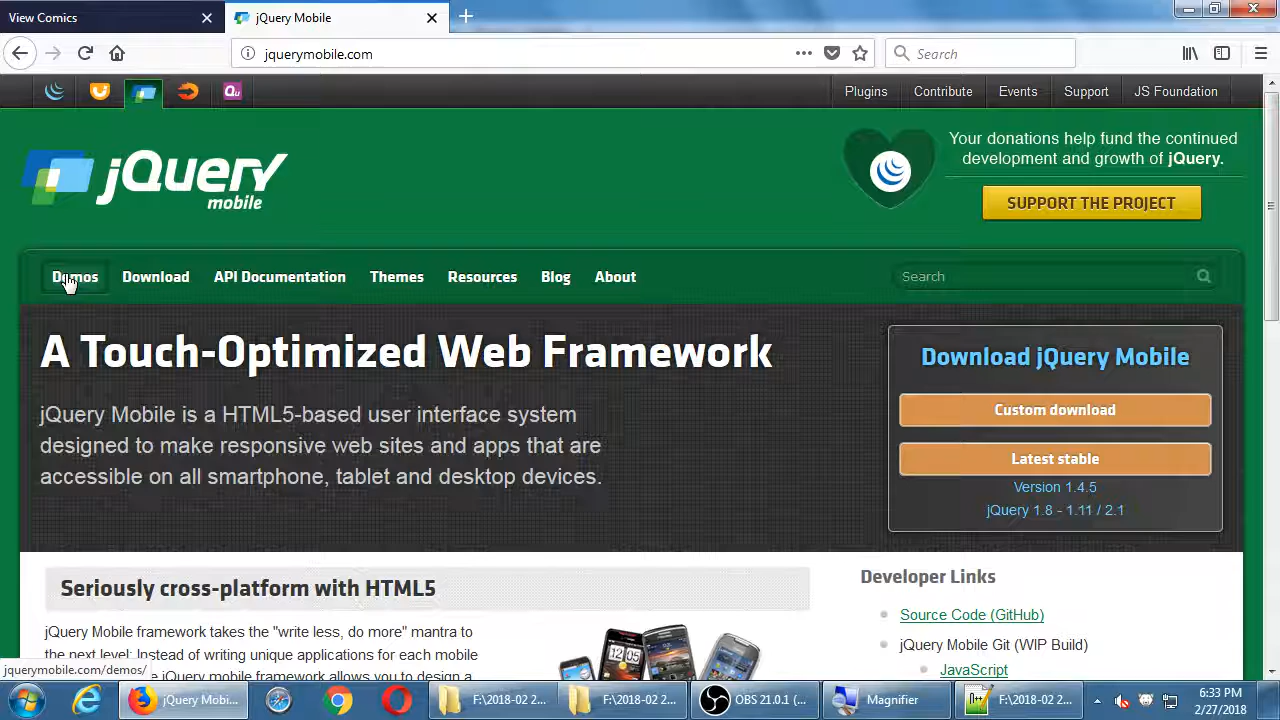 View Comics
jQuery Mobile
jquerymobile.com
Search
Plugins
Contribute
Events
Support
JS Foundation
jQuery
mobile
Your donations help fund the continued
development and growth of jQuery.
SUPPORT THE PROJECT
Demos
Download
API Documentation
Themes
Resources
Blog
About
Search
A Touch-Optimized Web Framework
jQuery Mobile is a HTML5-based user interface system
designed to make responsive web sites and apps that are
accessible on all smartphone, tablet and desktop devices.
Download jQuery Mobile
Custom download
Latest stable
Version 1.4.5
jQuery 1.8 - 1.11 / 2.1
Seriously cross-platform with HTML5
jQuery Mobile framework takes the "write less, do more" mantra to
the next level: Instead of writing unique applications for each mobile
framework allows you to design a
12:05
Developer Links
Source Code (GitHub)
jQuery Mobile Git (WIP Build)
JavaScript
jquerymobile.com/demos/
jQuery Mobi...
F:\2018-02 2...
F:\2018-02 2...
OBS 21.0.1 (...
Magnifier
F:\2018-02 2...
6:33 PM
2/27/2018